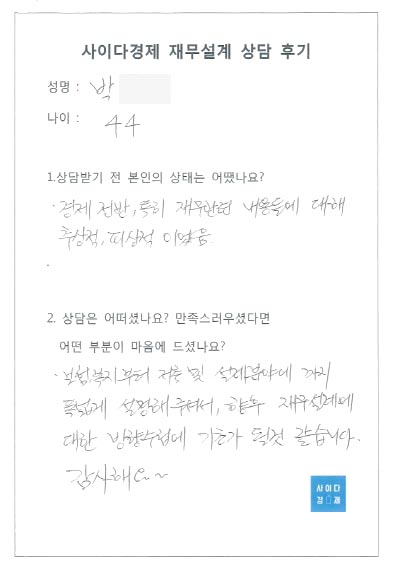 사이다경제 재무설계 상담 후기
성명 : 박
나이 : 44
1.상담받기 전 본인의 상태는 어땠나요?
· 경제 전반, 특히 재무관련 내용들에 대해
추상적, 피상적 이었음.
·
2. 상담은 어떠셨나요? 만족스러우셨다면
어떤 부분이 마음에 드셨나요?
· 보험복지부터 저축 및 설계분야에 까지
폭넓게 설명해주셔서, 향후 재무설계에
대한 방향수립에 기초가 될것 같습니다.
감사해요~~
사이다
경제